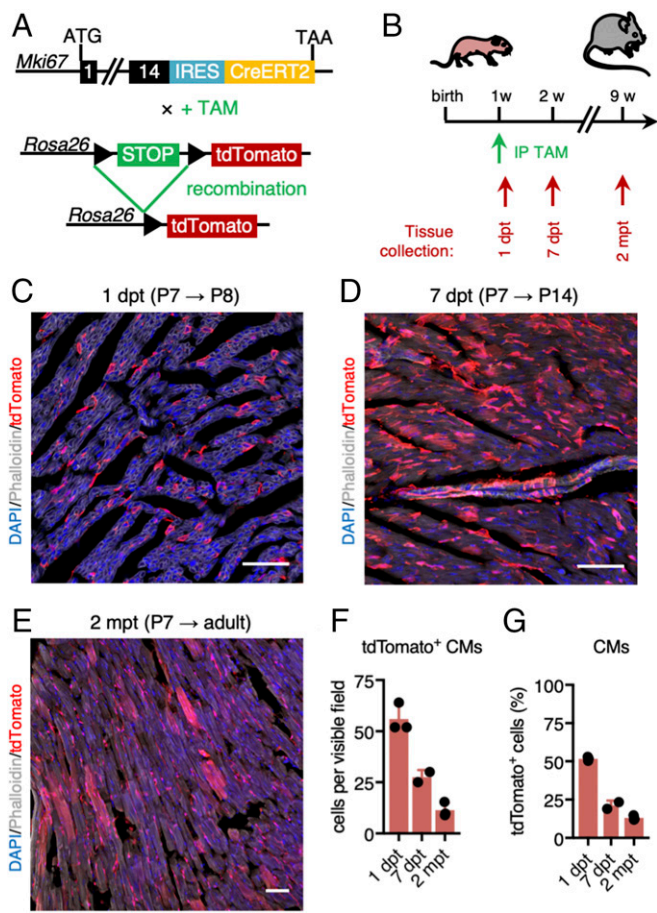 A
ATG
TAA
Mki67
1
14
IRES
CreERT2
× + TAM
Rosa26
STOP
tdTomato
recombination
Rosa26
tdTomato
B
birth
1 w
2 w
9 w
IP TAM
Tissue
collection:
1 dpt
7 dpt
2 mpt
C
1 dpt (P7 → P8)
DAPI/Phalloidin/tdTomato
D
7 dpt (P7 → P14)
DAPI/Phalloidin/tdTomato
E
2 mpt (P7 → adult)
DAPI/Phalloidin/tdTomato
F
tdTomato⁺ CMs
cells per visible field
75
50
25
0
1 dpt
7 dpt
2 mpt
G
CMs
tdTomato⁺ cells (%)
100
50
25
0
1 dpt
7 dpt
2 mpt